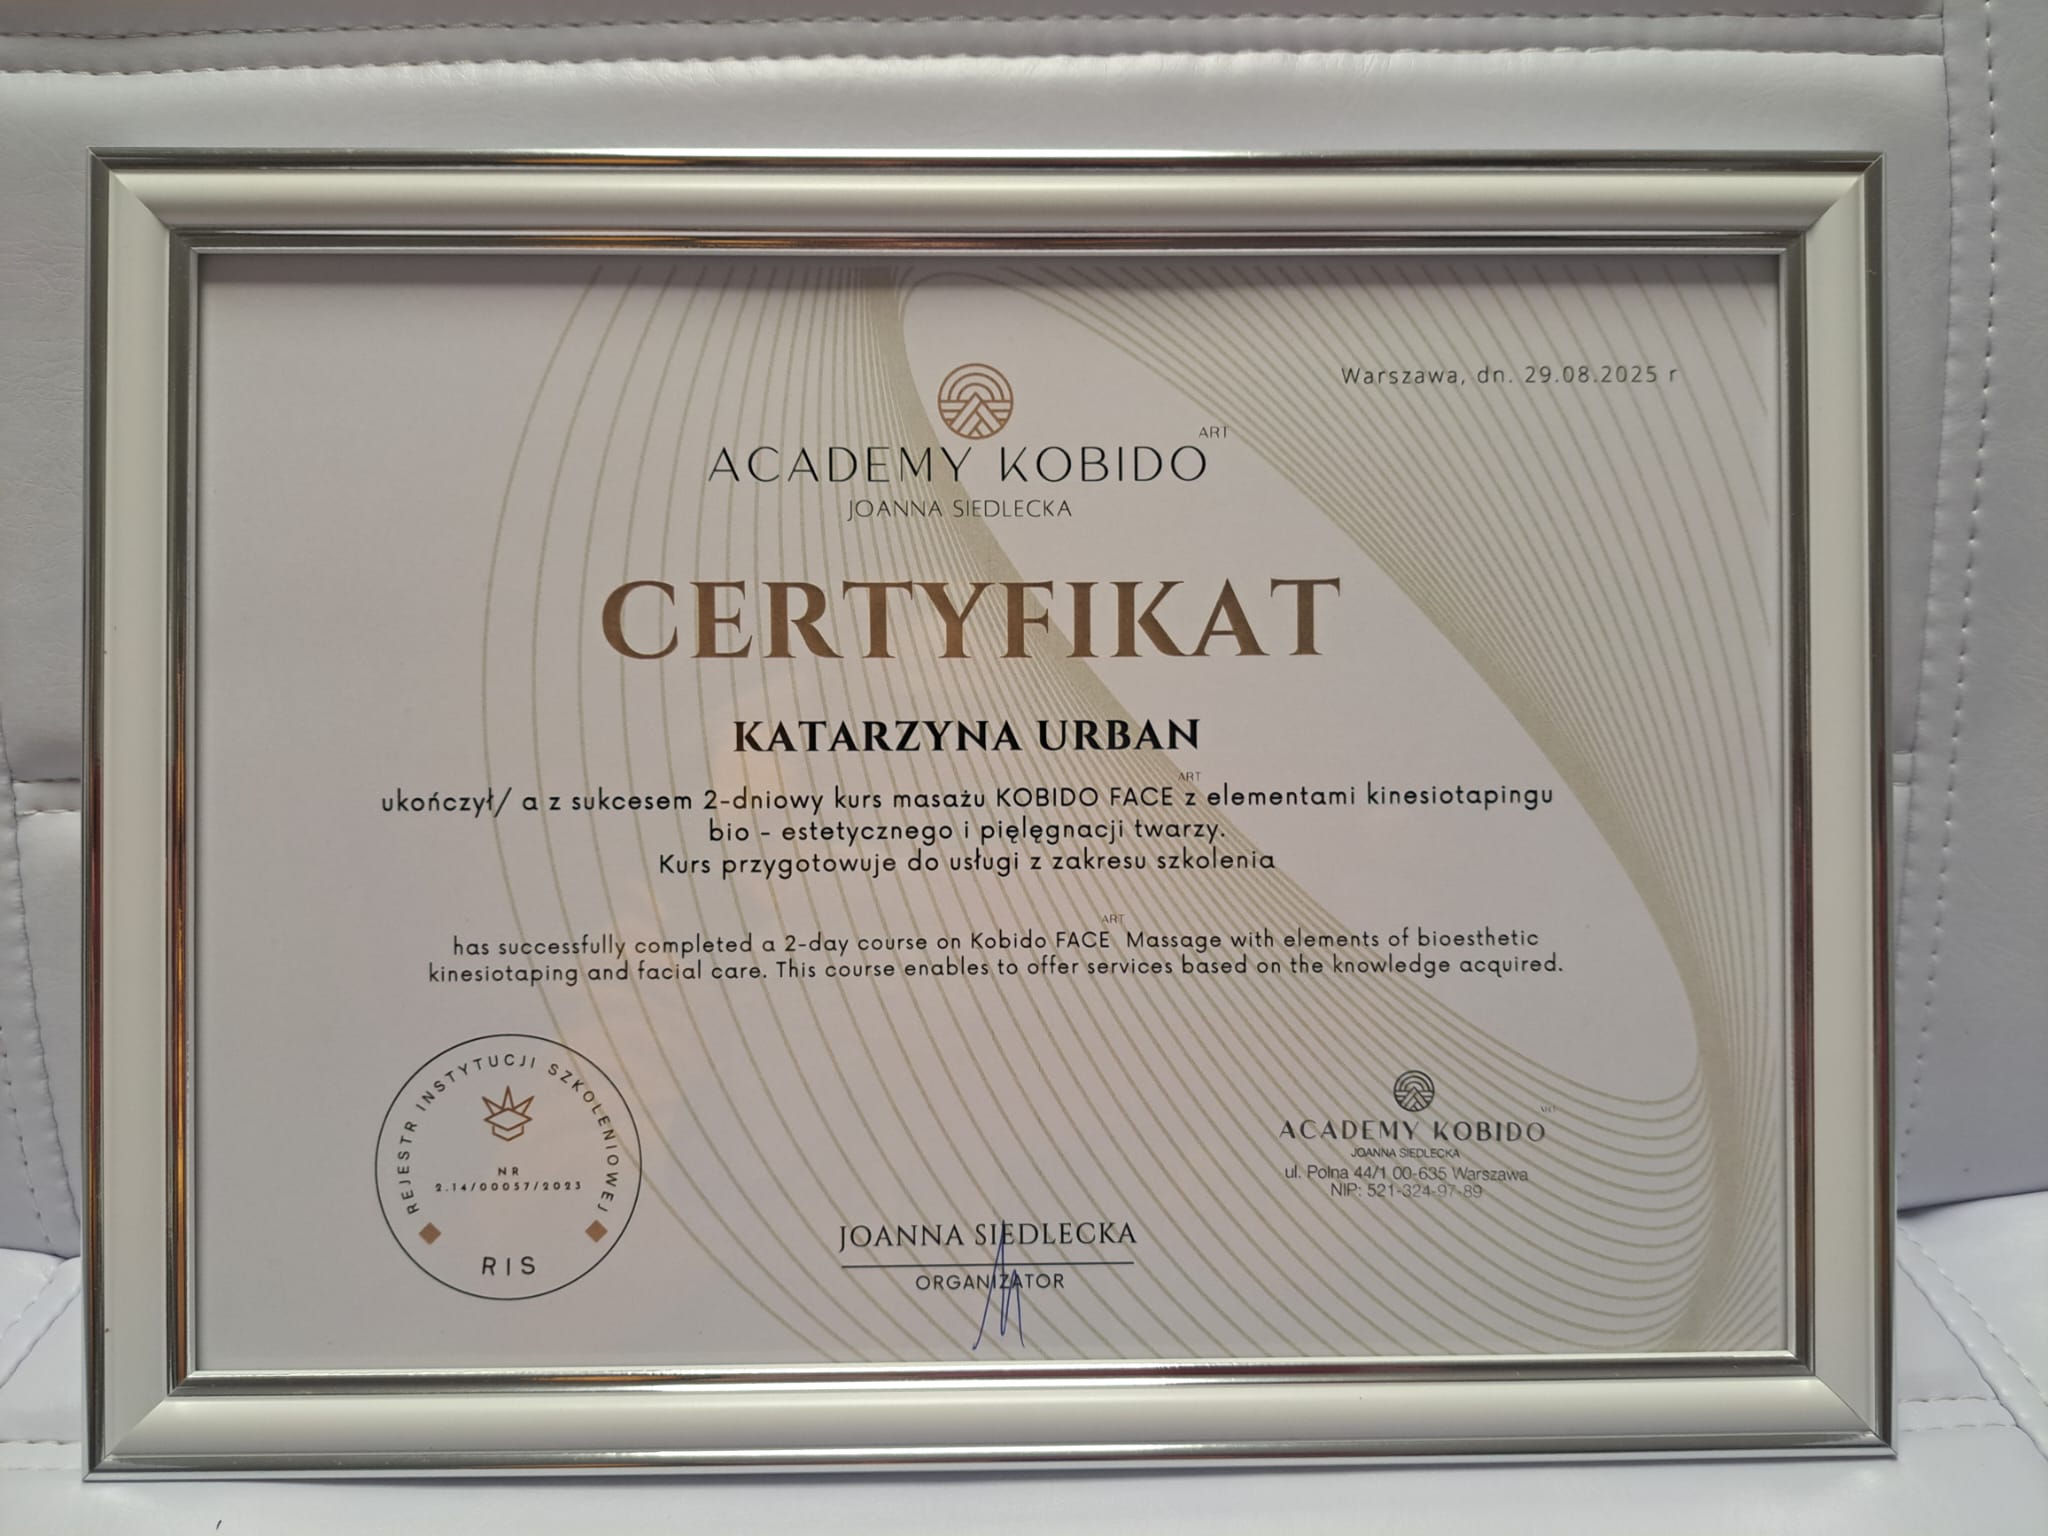 Warszawa, dn. 29.08.2025 r
ACADEMY KOBIDO ART
JOANNA SIEDLECKA
CERTYFIKAT
KATARZYNA URBAN
ukończył/ a z sukcesem 2-dniowy kurs masażu KOBIDO FACE ART z elementami kinesiotapingu
bio - estetycznego i pięlęgnacji twarzy.
Kurs przygotowuje do usługi z zakresu szkolenia
has successfully completed a 2-day course on Kobido FACE ART Massage with elements of bioesthetic
kinesiotaping and facial care. This course enables to offer services based on the knowledge acquired.
REJESTR INSTYTUCJI SZKOLENIOWEJ
NR
2.14/00057/2023
RIS
JOANNA SIEDLECKA
ORGANIZATOR
ACADEMY KOBIDO ART
JOANNA SIEDLECKA
ul. Polna 44/1 00-635 Warszawa
NIP: 521-324-97-89